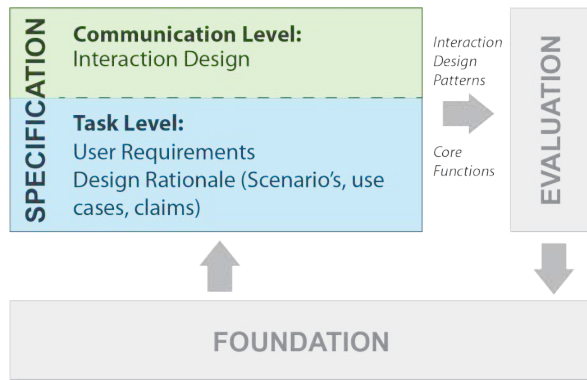 SPECIFICATION
Communication Level:
Interaction Design
Task Level:
User Requirements
Design Rationale (Scenario's, use
cases, claims)
Interaction
Design
Patterns
Core
Functions
EVALUATION
FOUNDATION